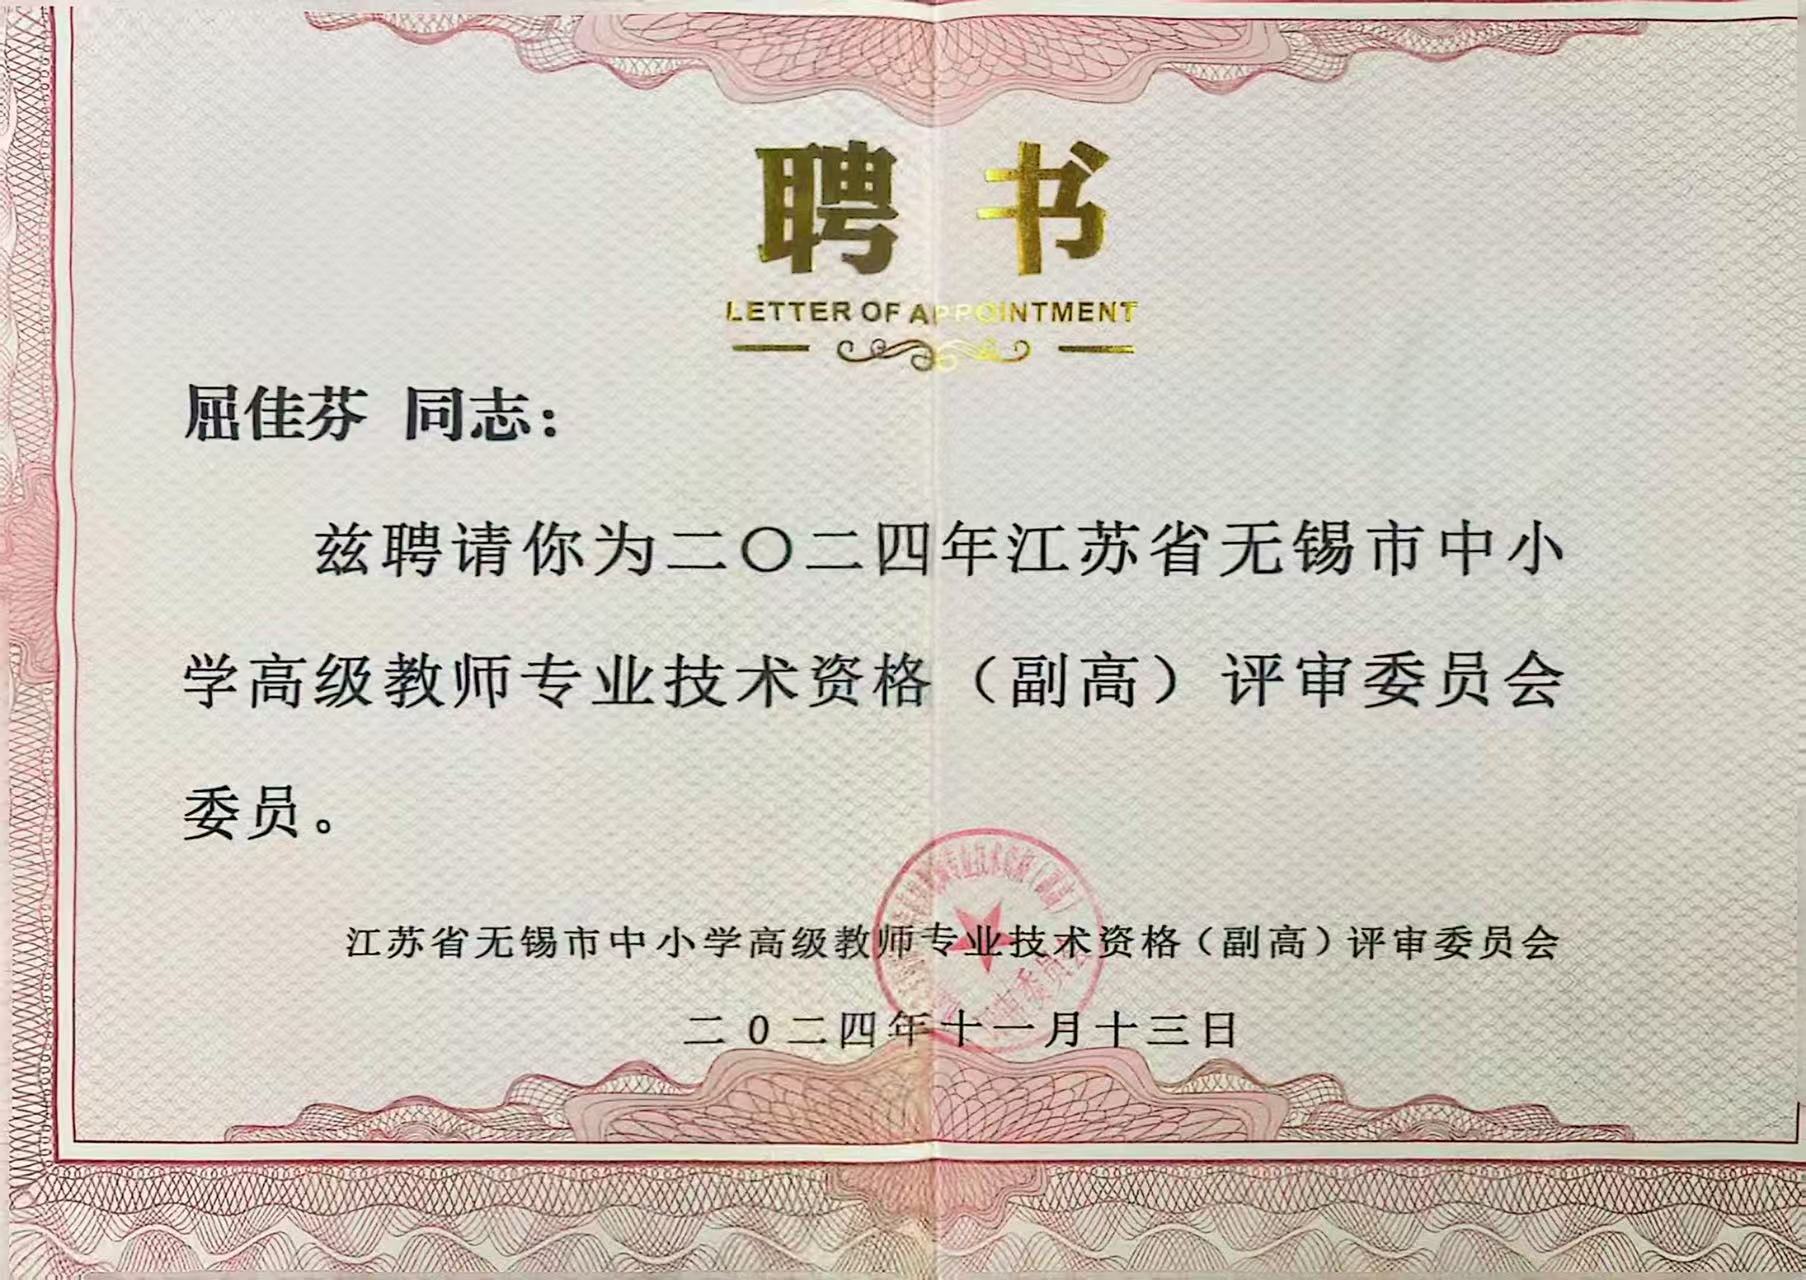 聘书
LETTER OF APPOINTMENT
屈佳芬 同志：
兹聘请你为二〇二四年江苏省无锡市中小
学高级教师专业技术资格（副高）评审委员会
委员。
江苏省无锡市中小学高级教师专业技术资格（副高）评审委员会
二0二四年十一月十三日